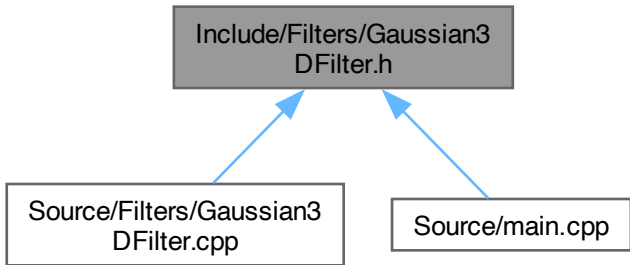 Include/Filters/Gaussian3
DFilter.h
Source/Filters/Gaussian3
DFilter.cpp
Source/main.cpp